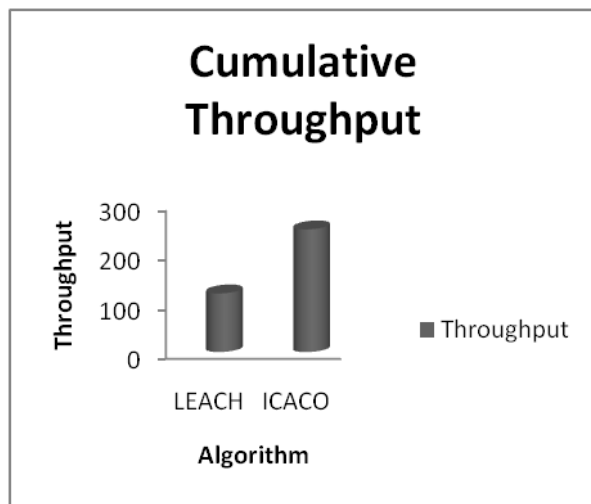 Cumulative
Throughput
Throughput
300
200
100
0
LEACH ICACO
Algorithm
Throughput